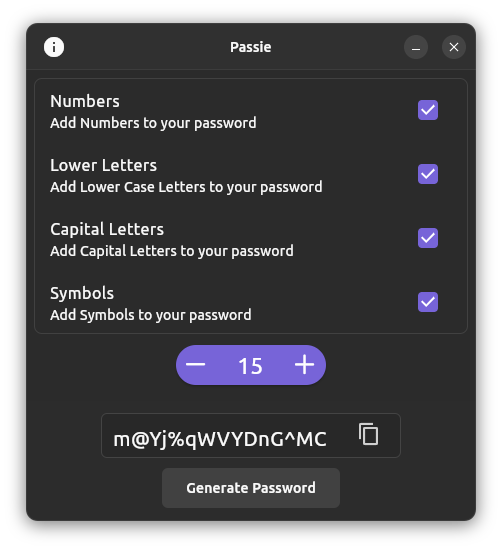 Passie
Numbers
Add Numbers to your password
Lower Letters
Add Lower Case Letters to your password
Capital Letters
Add Capital Letters to your password
Symbols
Add Symbols to your password
15
m@Yj%qWVYDnG^MC
Generate Password